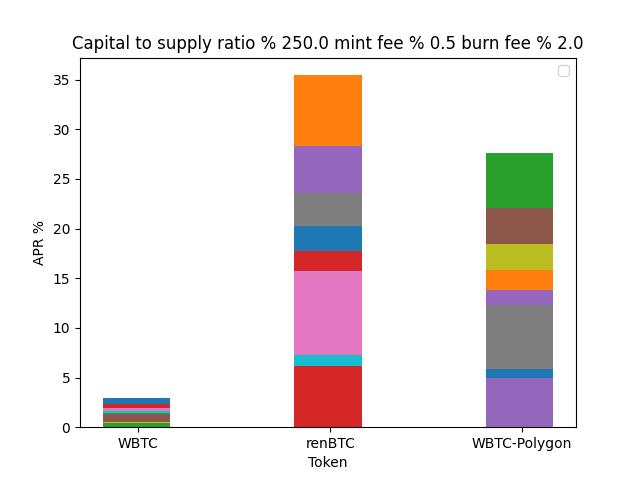 Capital to supply ratio % 250.0 mint fee % 0.5 burn fee % 2.0
35
30
25
20
15
10
5
0
APR %
WBTC renBTC WBTC-Polygon
Token